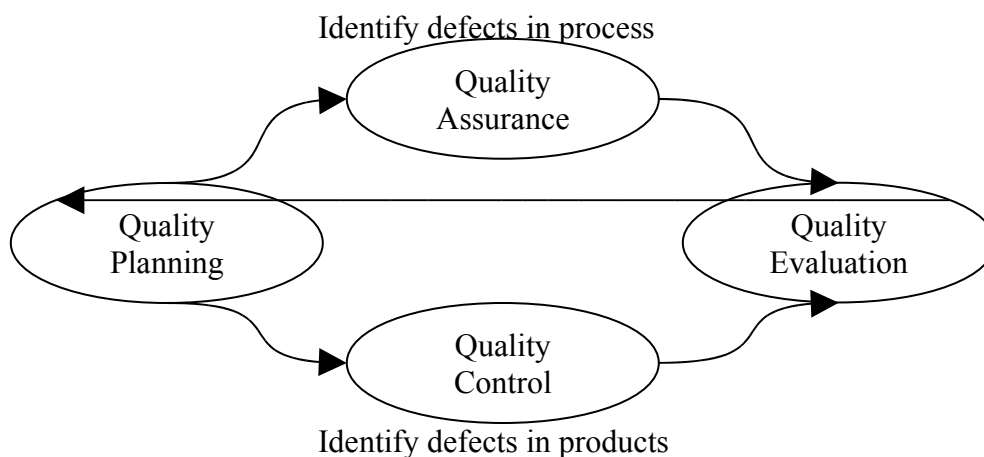 Identify defects in process
Quality
Assurance
Quality
Planning
Quality
Evaluation
Quality
Control
Identify defects in products